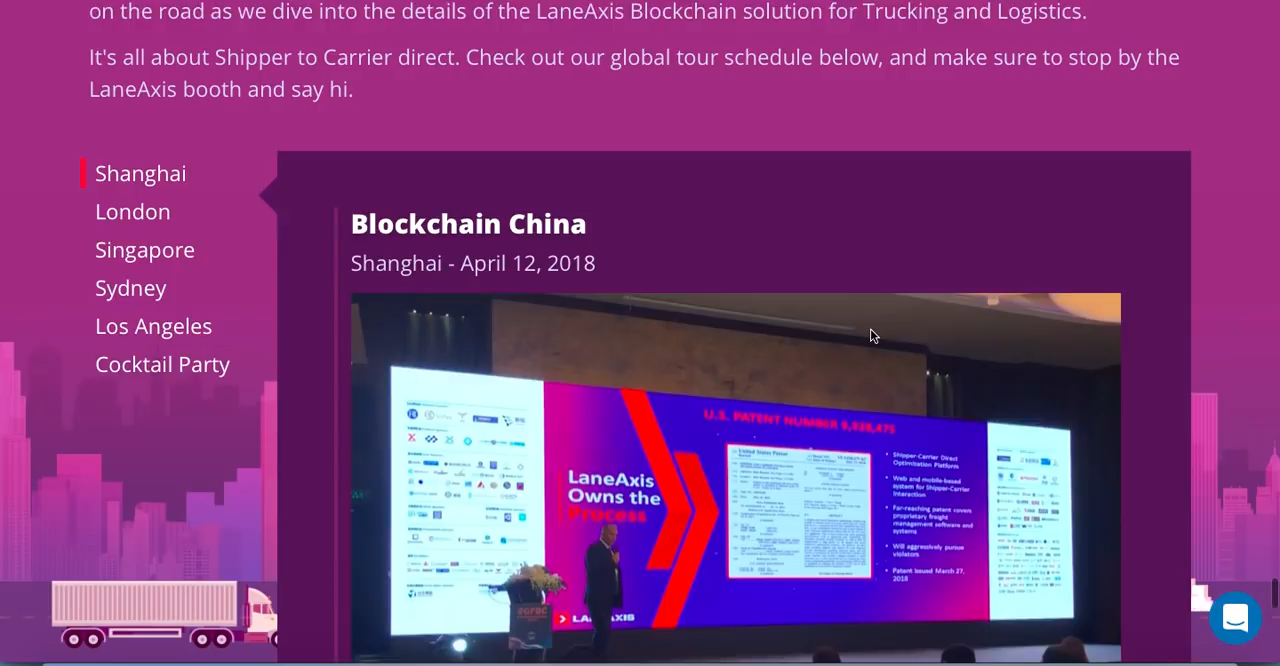 on the road as we dive into the details of the LaneAxis Blockchain solution for Trucking and Logistics.
It's all about Shipper to Carrier direct. Check out our global tour schedule below, and make sure to stop by the
LaneAxis booth and say hi.
Shanghai
London
Singapore
Sydney
Los Angeles
Cocktail Party
Blockchain China
Shanghai - April 12, 2018
U.S. PATENT NUMBER
LaneAxis
Owns the
Process
United States Patent
Shipper-Carrier Direct
Optimization Platform
Web and mobile-based
system for Shipper-Carrier
Interaction
Far-reaching patent covers
proprietary freight
management software and
systems
Will aggressively pursue
violators
Patent Issued March 27,
2018